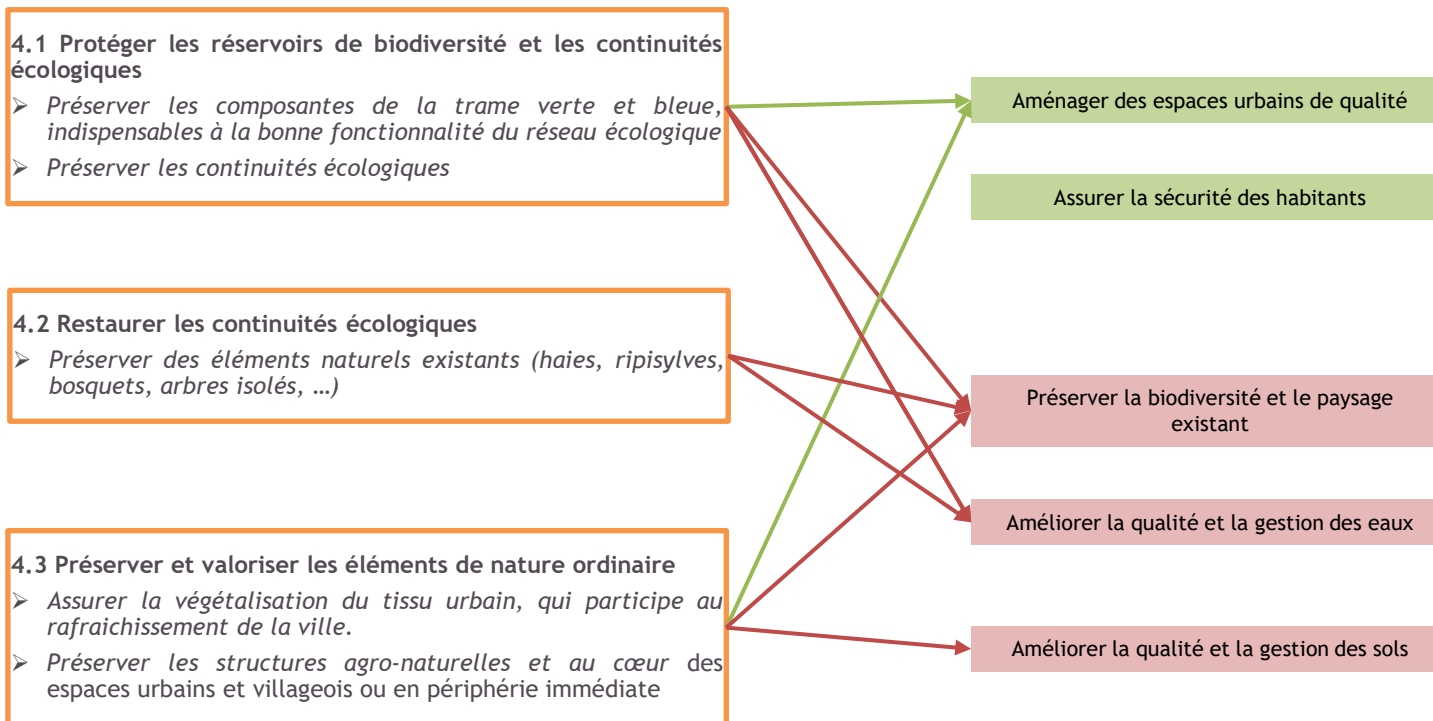 4.1 Protéger les réservoirs de biodiversité et les continuités
écologiques
➢ Préserver les composantes de la trame verte et bleue,
indispensables à la bonne fonctionnalité du réseau écologique
➢ Préserver les continuités écologiques
4.2 Restaurer les continuités écologiques
➢ Préserver des éléments naturels existants (haies, ripisylves,
bosquets, arbres isolés, …)
4.3 Préserver et valoriser les éléments de nature ordinaire
➢ Assurer la végétalisation du tissu urbain, qui participe au
rafraichissement de la ville.
➢ Préserver les structures agro-naturelles et au cœur des
espaces urbains et villageois ou en périphérie immédiate
Aménager des espaces urbains de qualité
Assurer la sécurité des habitants
Préserver la biodiversité et le paysage
existant
Améliorer la qualité et la gestion des eaux
Améliorer la qualité et la gestion des sols